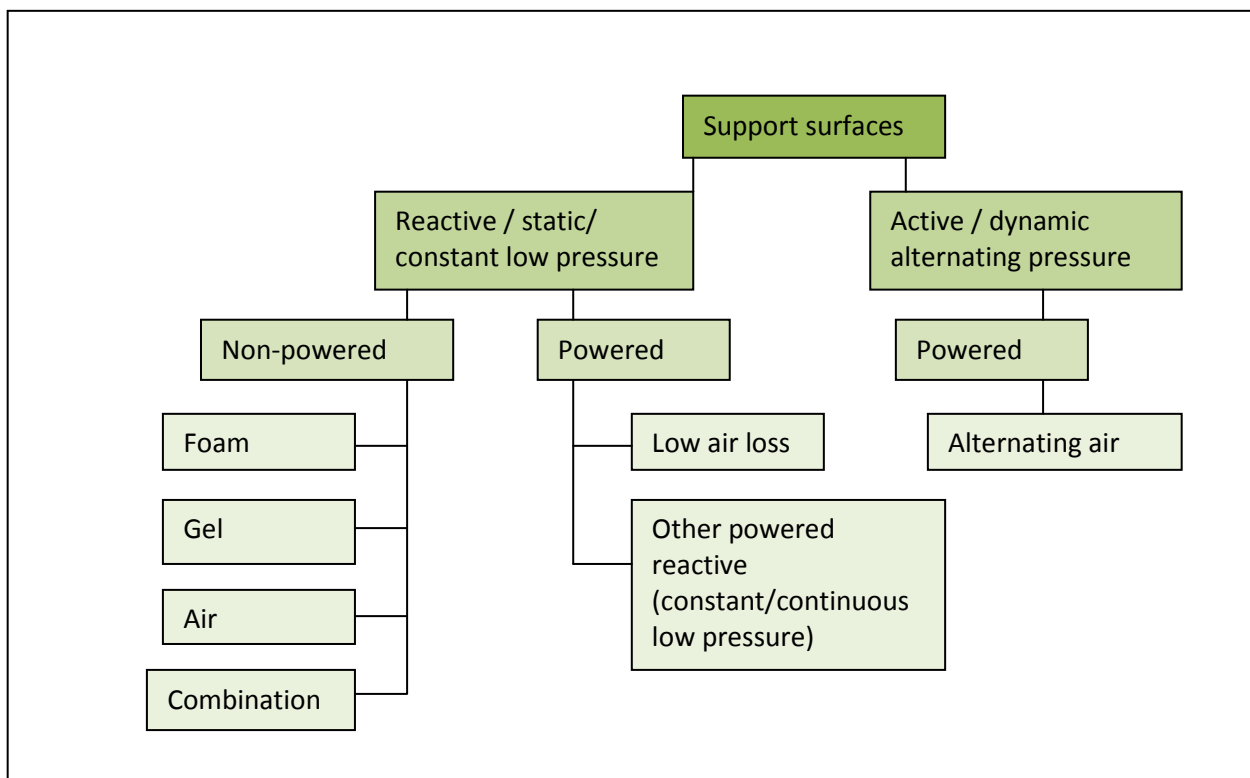 Support surfaces
Reactive / static/
constant low pressure
Active / dynamic
alternating pressure
Non-powered
Powered
Powered
Foam
Low air loss
Alternating air
Gel
Other powered
reactive
(constant/continuous
low pressure)
Air
Combination